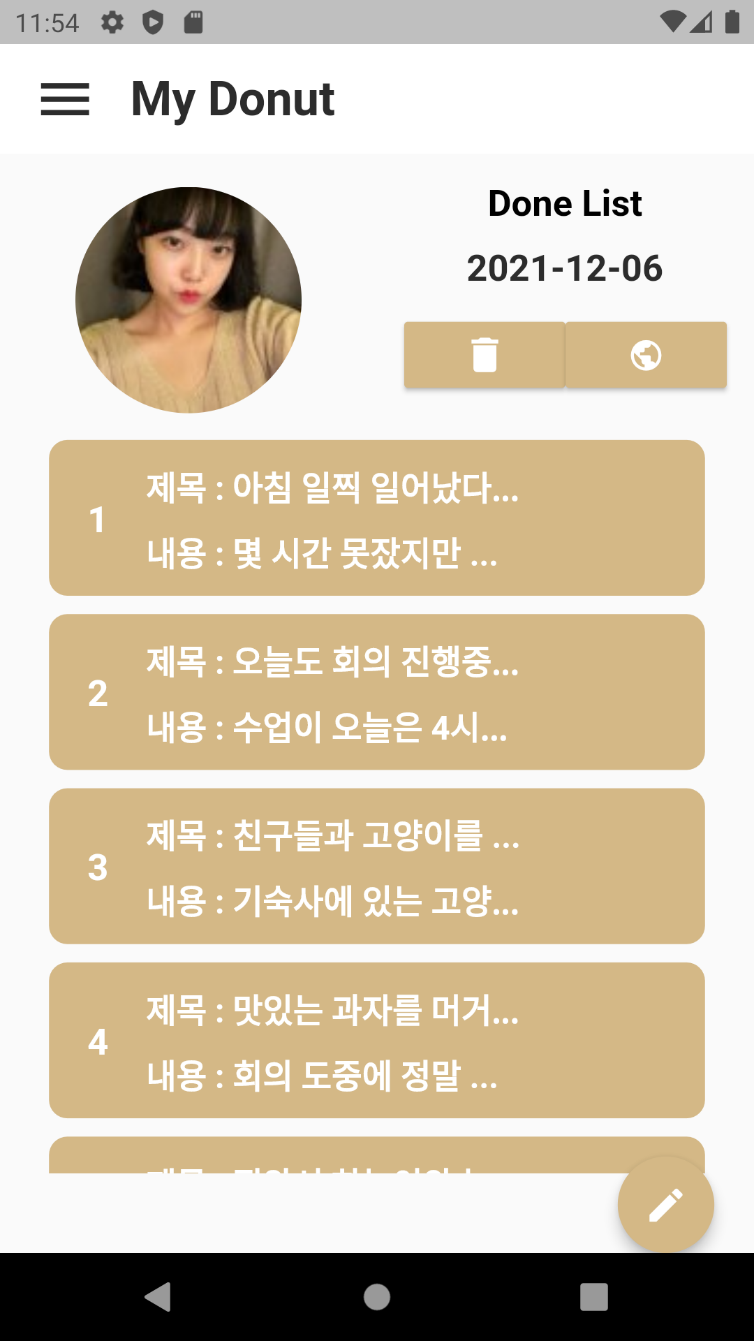 11:54
My Donut
Done List
2021-12-06
1
제목 : 아침 일찍 일어났다...
내용 : 몇 시간 못잤지만 ...
2
제목 : 오늘도 회의 진행중...
내용 : 수업이 오늘은 4시...
3
제목 : 친구들과 고양이를 ...
내용 : 기숙사에 있는 고양...
4
제목 : 맛있는 과자를 머거...
내용 : 회의 도중에 정말 ...